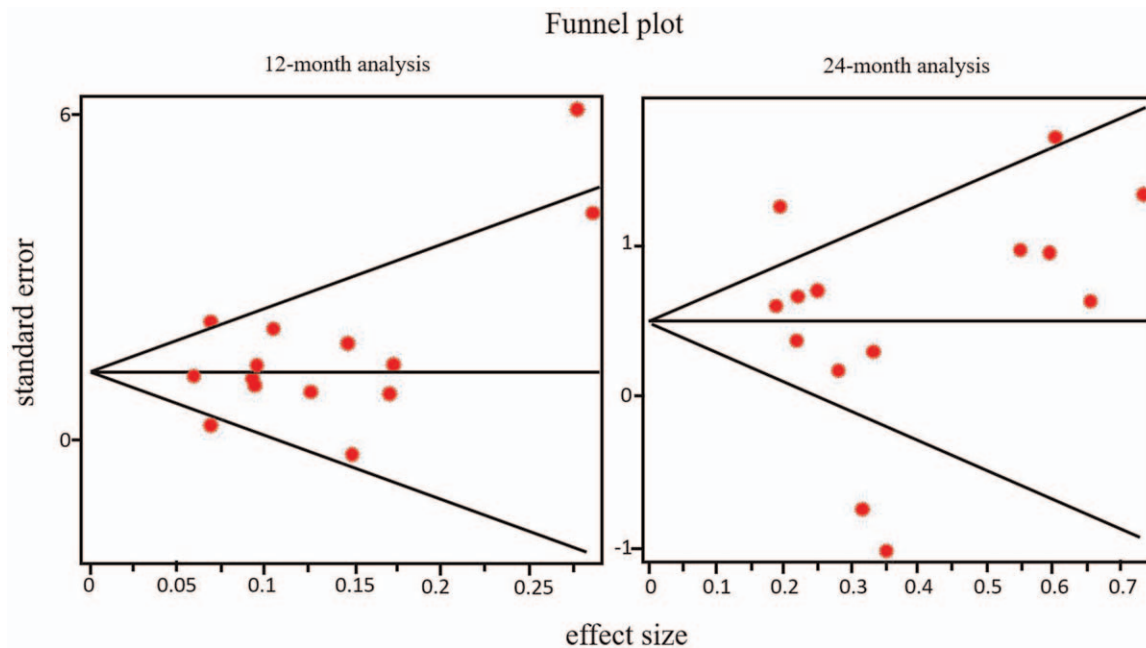 Funnel plot
12-month analysis
24-month analysis
standard error
6
0
0 0.05 0.1 0.15 0.2 0.25
1
0
-1
0 0.1 0.2 0.3 0.4 0.5 0.6 0.7
effect size